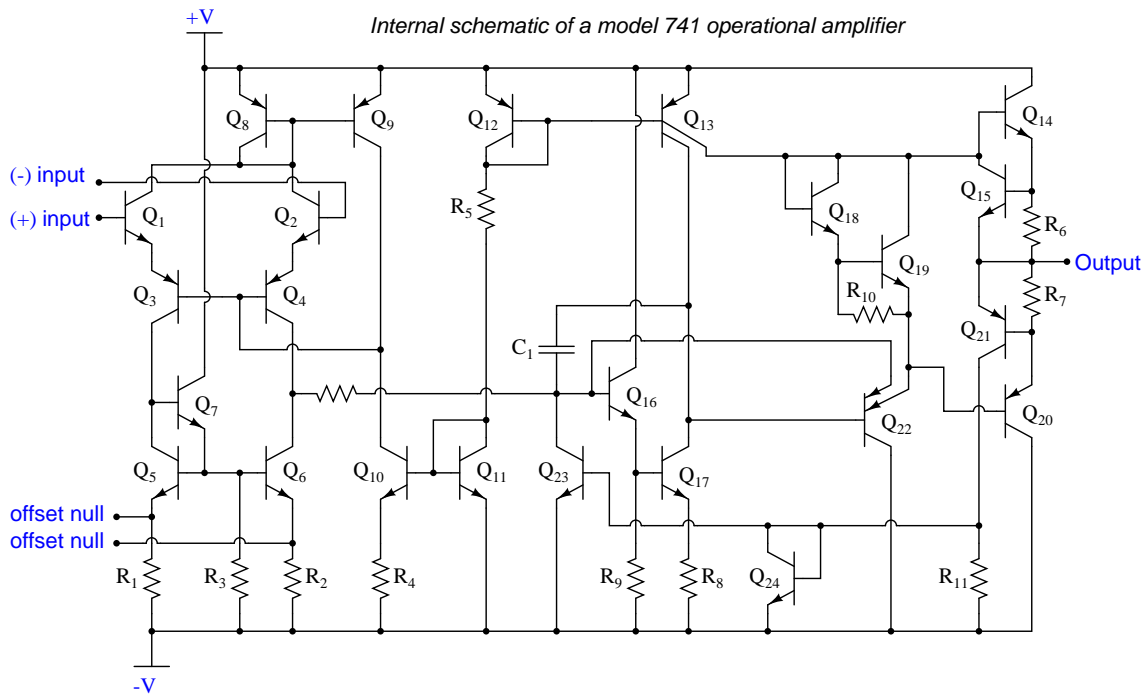 +V
Internal schematic of a model 741 operational amplifier
Q8
Q9
Q12
Q13
Q14
(-) input
(+) input
Q1
Q2
R5
Q18
Q15
R6
Q19
Output
Q3
Q4
R10
R7
C1
Q21
Q7
Q16
Q22
Q20
Q5
Q6
Q10
Q11
Q23
Q17
offset null
offset null
R1
R3
R2
R4
R9
R8
Q24
R11
-V